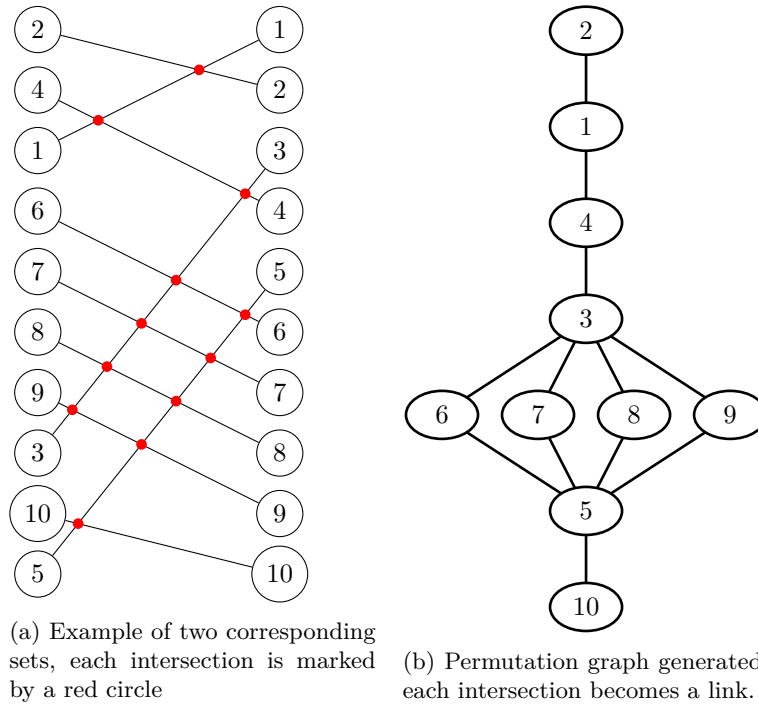 2 1
4 2
1 3
6 4
7 5
8 6
9 7
3 8
10 9
5 10
(a) Example of two corresponding
sets, each intersection is marked
by a red circle
2
1
4
3
6 7 8 9
5
10
(b) Permutation graph generated
each intersection becomes a link.